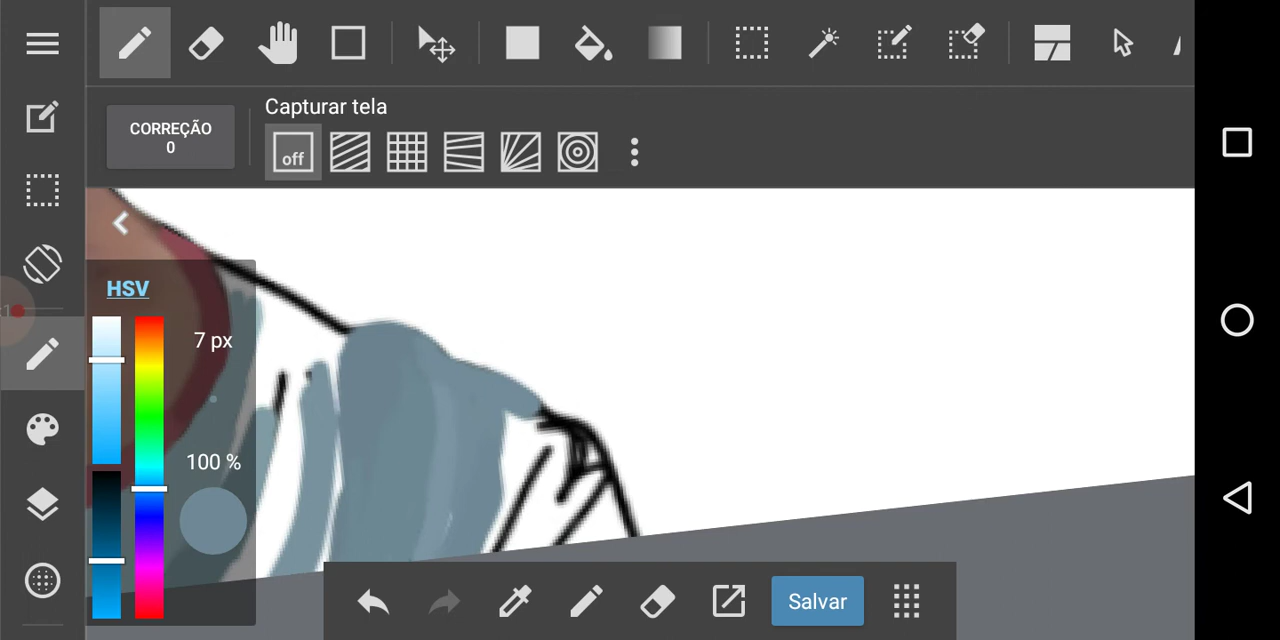 Capturar tela
CORREÇÃO
0
off
HSV
7 px
100 %
Salvar